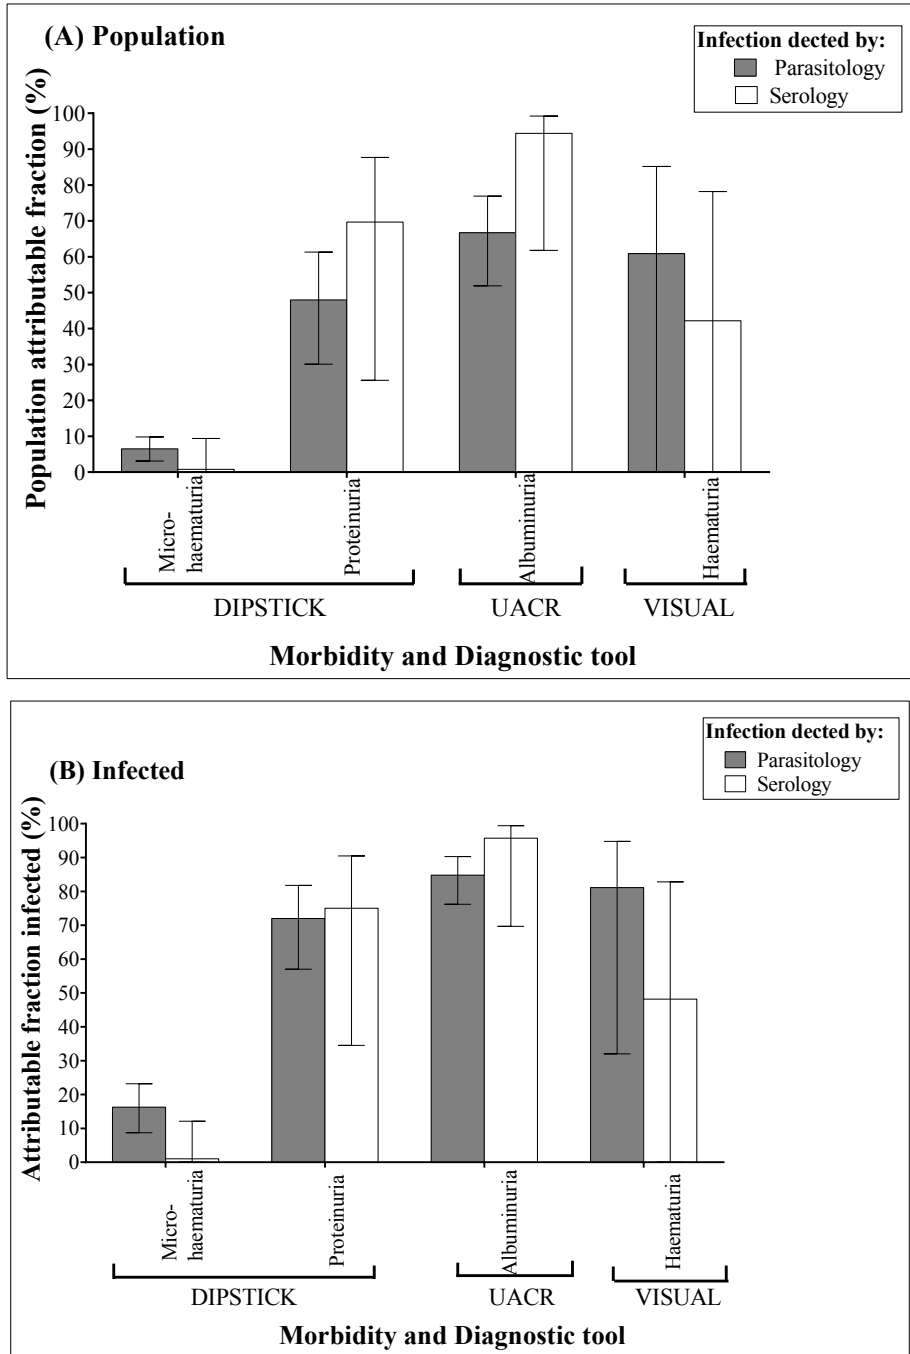 (A) Population
Infection dected by:
Parasitology
Serology
Population attributable fraction (%)
100
90
80
70
60
50
40
30
20
10
0
Micro-
haematuria
Proteinuria
Albuminuria
Haematuria
DIPSTICK
UACR
VISUAL
Morbidity and Diagnostic tool
(B) Infected
Infection dected by:
Parasitology
Serology
Attributable fraction infected (%)
100
90
80
70
60
50
40
30
20
10
0
Micro-
haematuria
Proteinuria
Albuminuria
Haematuria
DIPSTICK
UACR
VISUAL
Morbidity and Diagnostic tool